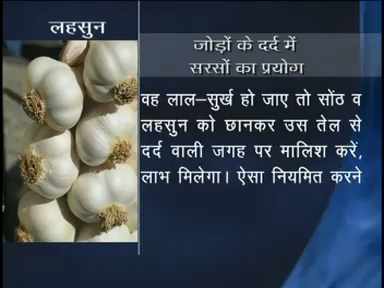 लहसुन
जोड़ों के दर्द में
सरसों का प्रयोग
वह लाल–सुर्ख हो जाए तो सोंठ व
लहसुन को छानकर उस तेल से
दर्द वाली जगह पर मालिश करें,
लाभ मिलेगा। ऐसा नियमित करने